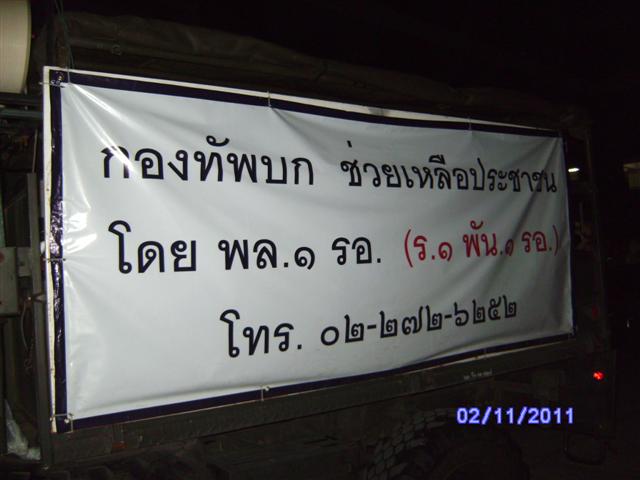 กองทัพบก ช่วยเหลือประชาชน
โดย พล.๑ รอ. (ร.๑ พัน.๑ รอ.)
โทร. ๐๒-๒๗๒-๖๒๕๒
02/11/2011